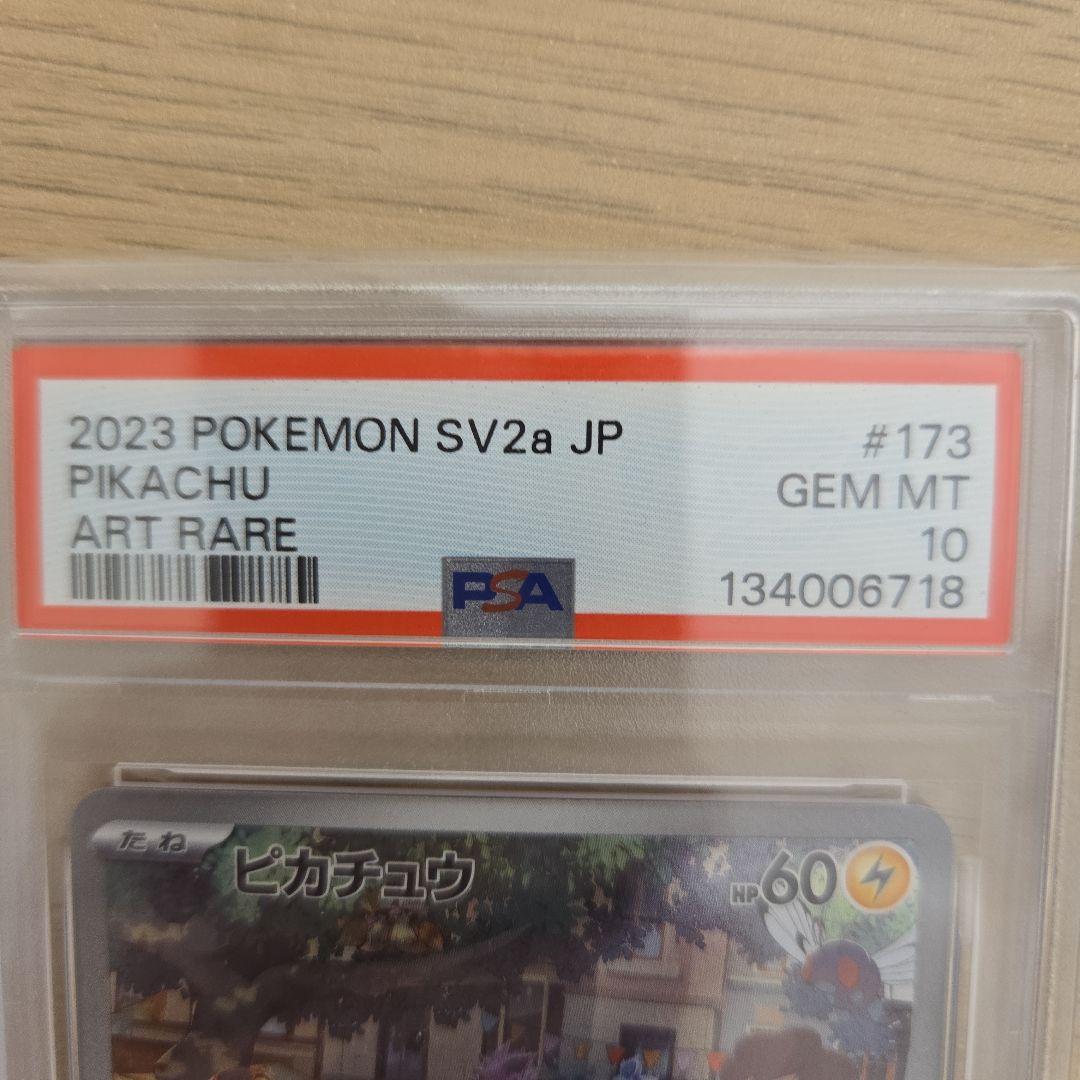 2023 POKEMON SV2a JP #173
PIKACHU GEM MT
ART RARE 10
PSA 134006718
たね ピカチュウ HP60